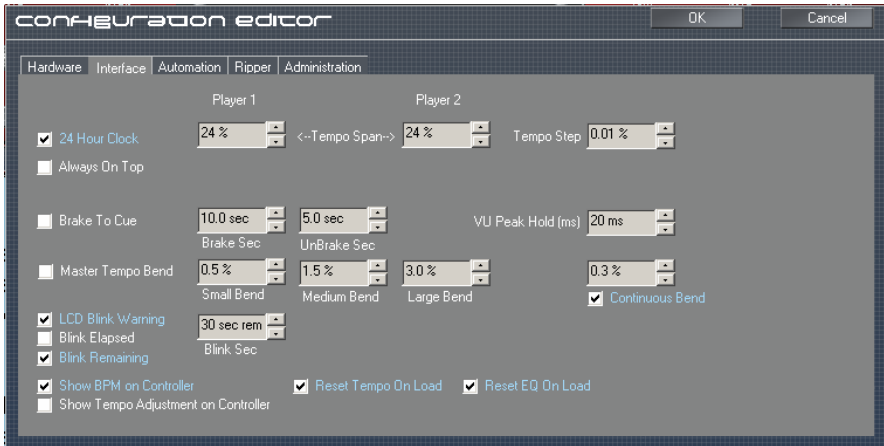 configuration editor OK Cancel
Hardware Interface Automation Ripper Administration
Player 1 Player 2
24 Hour Clock 24 % <--Tempo Span--> 24 % Tempo Step 0.01 %
Always On Top
Brake To Cue 10.0 sec 5.0 sec VU Peak Hold (ms) 20 ms
Brake Sec UnBrake Sec
Master Tempo Bend 0.5 % 1.5 % 3.0 % 0.3 %
Small Bend Medium Bend Large Bend Continuous Bend
LCD Blink Warning 30 sec rem
Blink Elapsed
Blink Remaining Blink Sec
Show BPM on Controller Reset Tempo On Load Reset EQ On Load
Show Tempo Adjustment on Controller